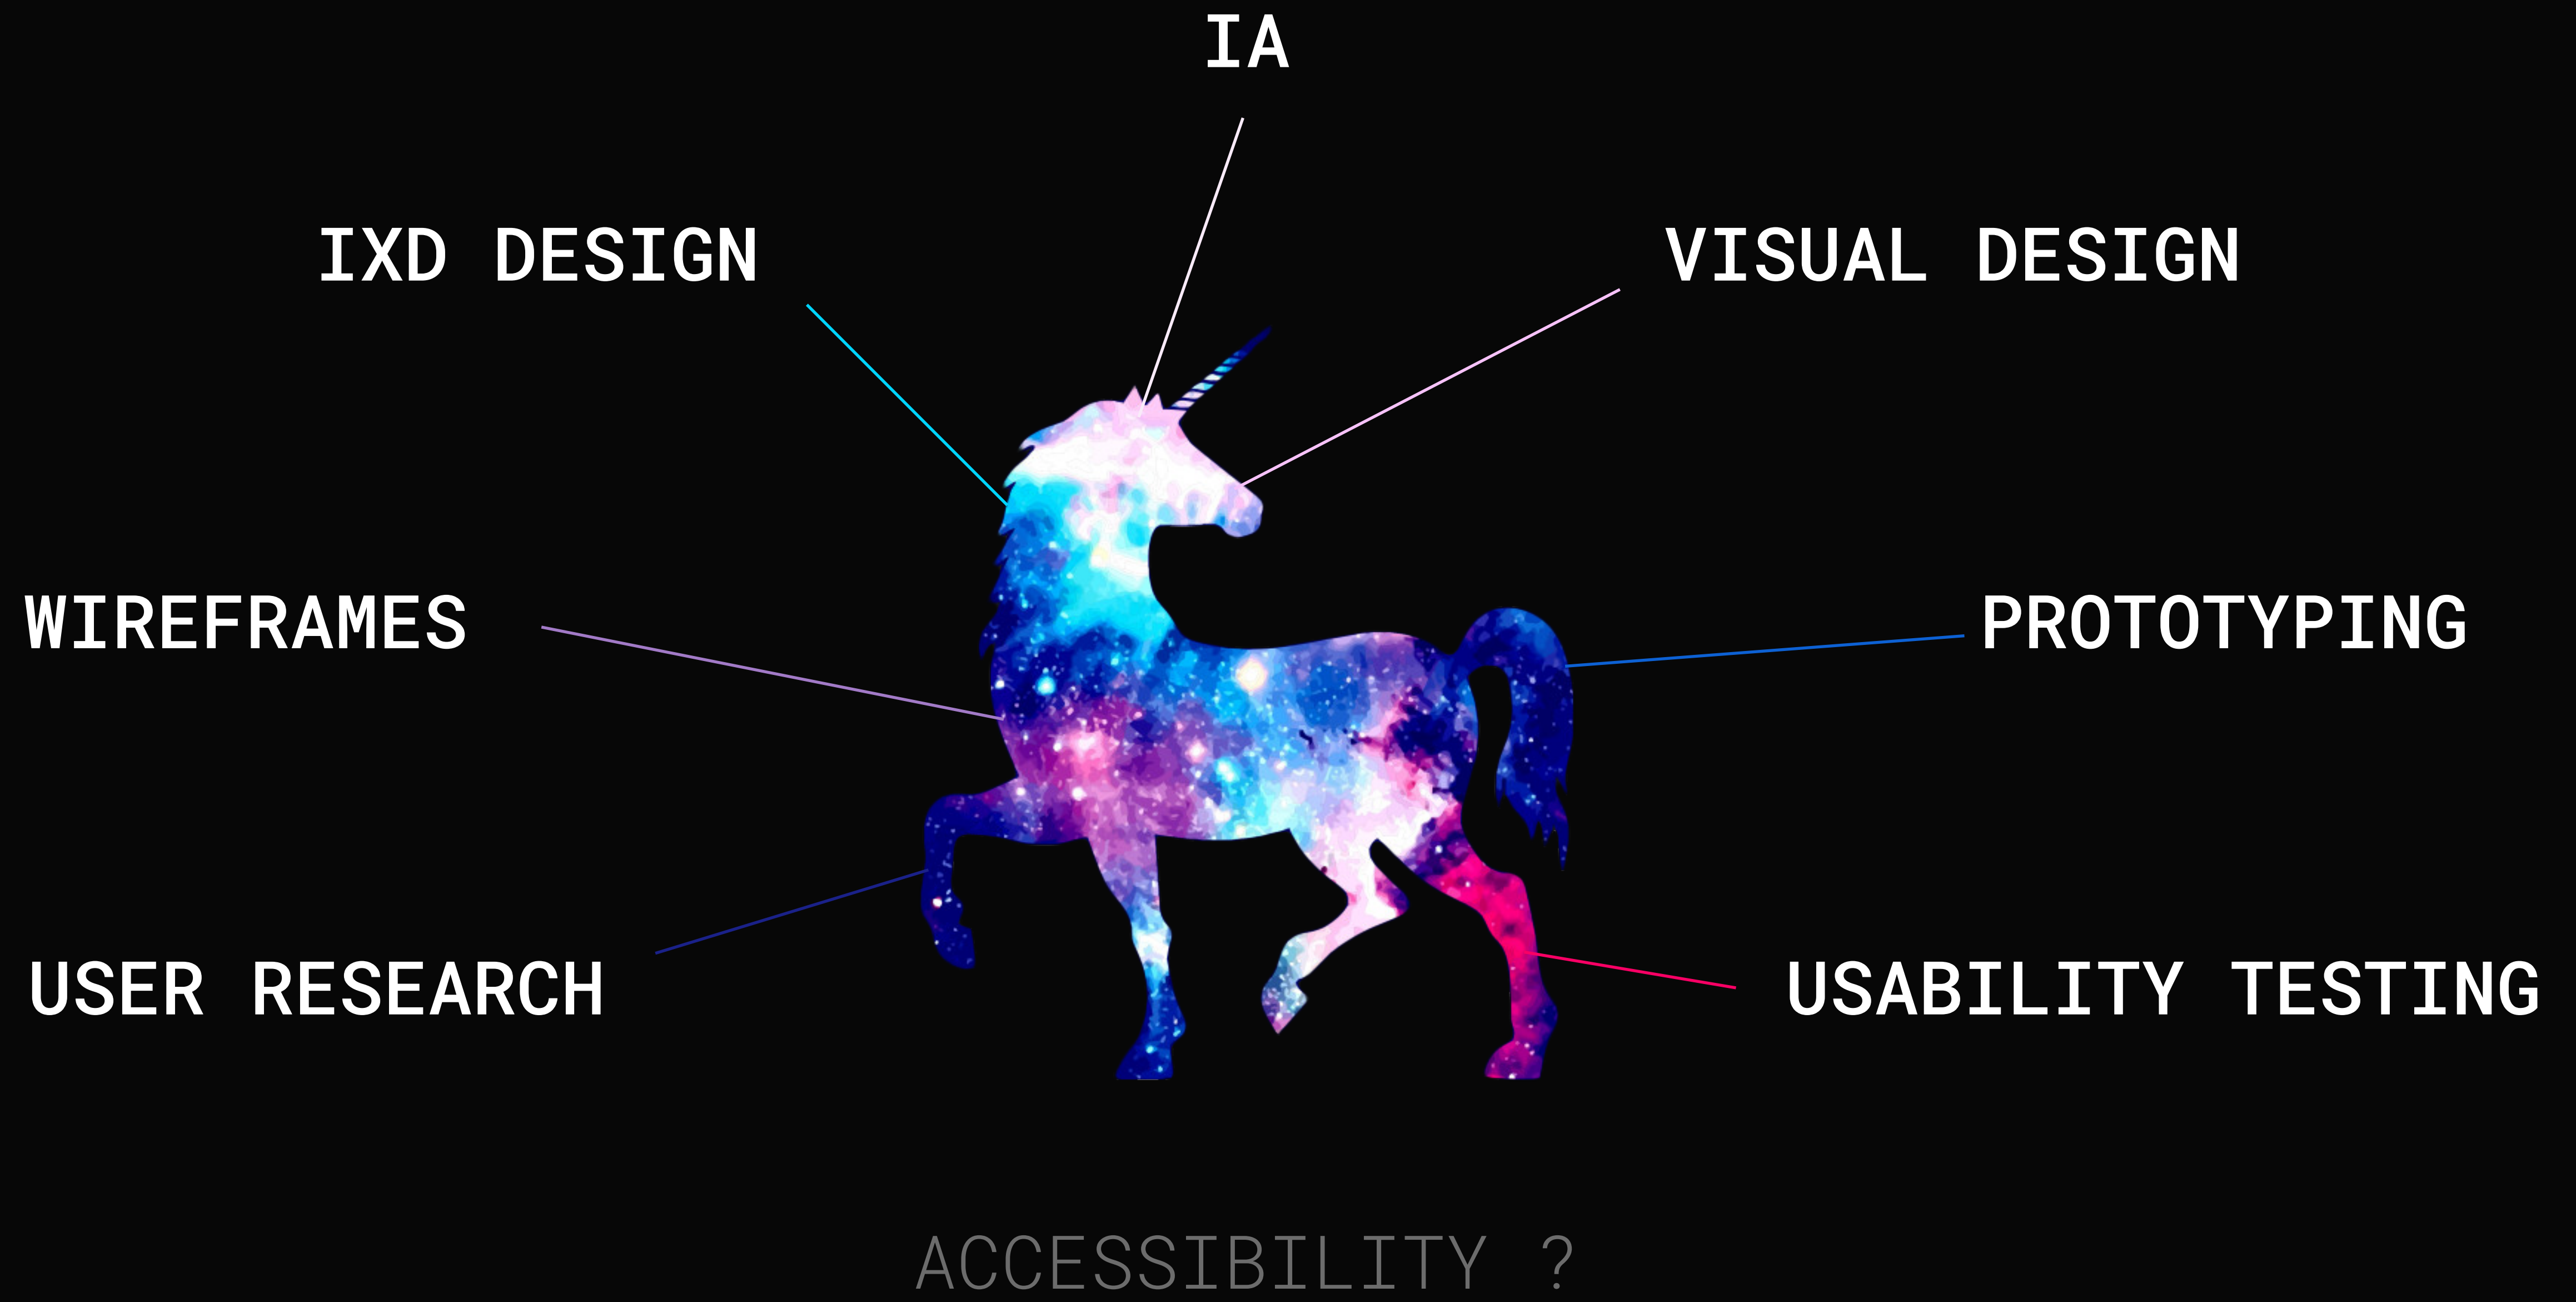 IA
IXD DESIGN
VISUAL DESIGN
WIREFRAMES
PROTOTYPING
USER RESEARCH
USABILITY TESTING
ACCESSIBILITY ?